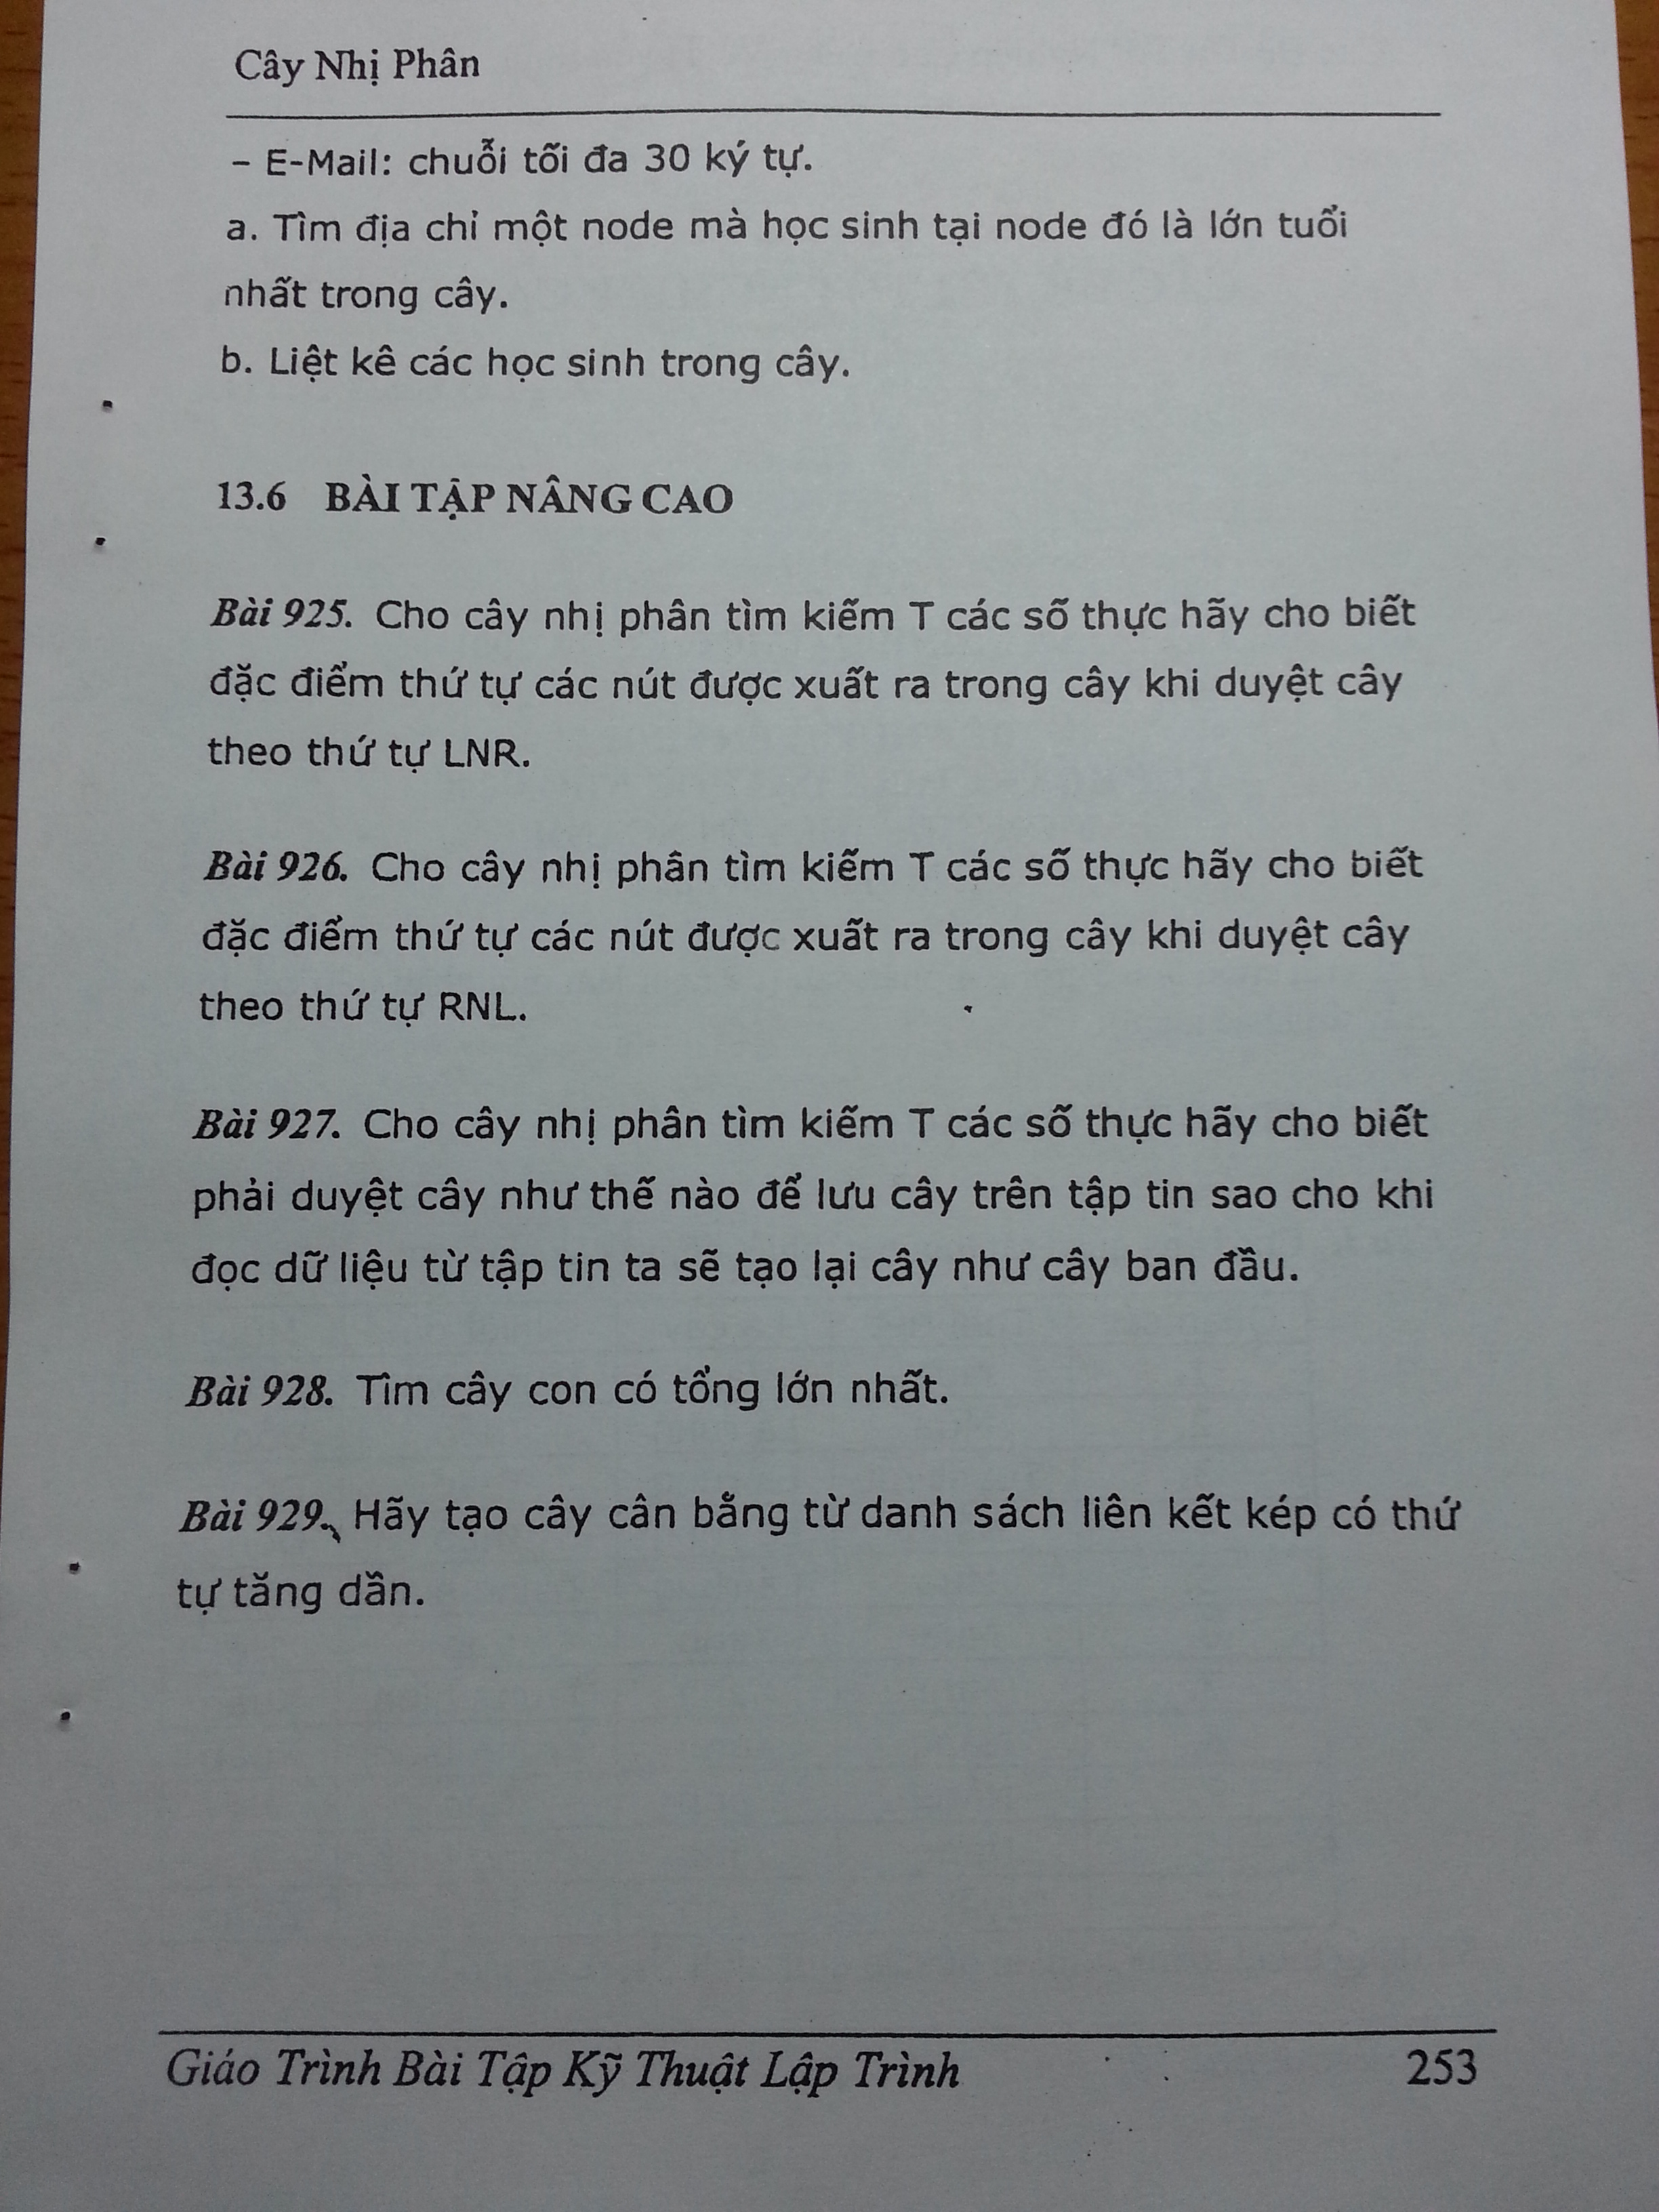 Cây Nhị Phân
– E-Mail: chuỗi tối đa 30 ký tự.
a. Tìm địa chỉ một node mà học sinh tại node đó là lớn tuổi
nhất trong cây.
b. Liệt kê các học sinh trong cây.
13.6 BÀI TẬP NÂNG CAO
Bài 925. Cho cây nhị phân tìm kiếm T các số thực hãy cho biết
đặc điểm thứ tự các nút được xuất ra trong cây khi duyệt cây
theo thứ tự LNR.
Bài 926. Cho cây nhị phân tìm kiếm T các số thực hãy cho biết
đặc điểm thứ tự các nút được xuất ra trong cây khi duyệt cây
theo thứ tự RNL.
Bài 927. Cho cây nhị phân tìm kiếm T các số thực hãy cho biết
phải duyệt cây như thế nào để lưu cây trên tập tin sao cho khi
đọc dữ liệu từ tập tin ta sẽ tạo lại cây như cây ban đầu.
Bài 928. Tìm cây con có tổng lớn nhất.
Bài 929. Hãy tạo cây cân bằng từ danh sách liên kết kép có thứ
tự tăng dần.
Giáo Trình Bài Tập Kỹ Thuật Lập Trình 253